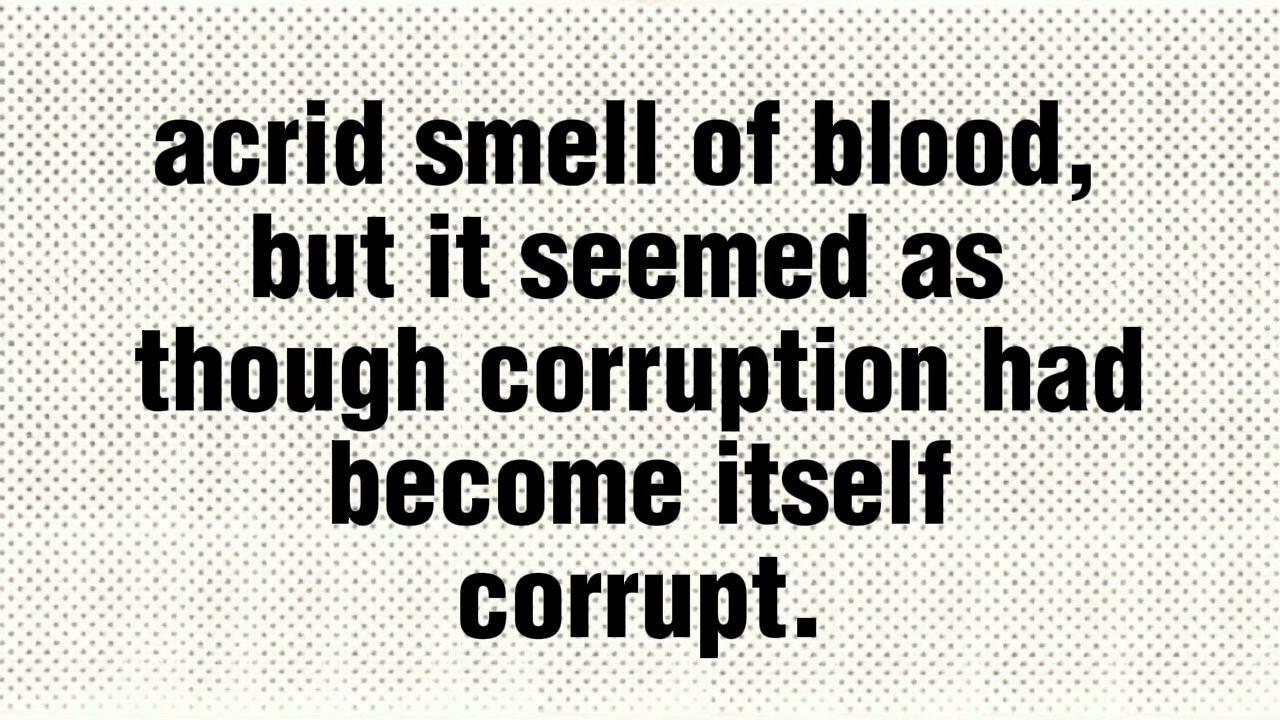 acrid smell of blood,
but it seemed as
though corruption had
become itself
corrupt.